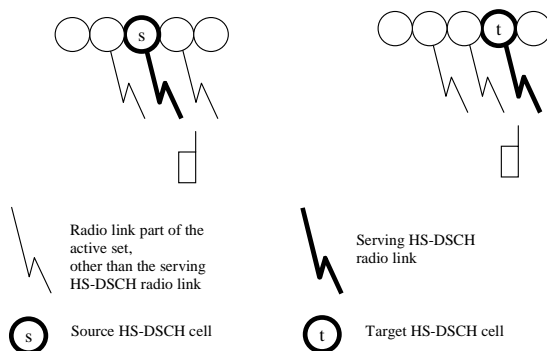 s
t
Radio link part of the
active set,
other than the serving
HS-DSCH radio link
Serving HS-DSCH
radio link
s
Source HS-DSCH cell
t
Target HS-DSCH cell